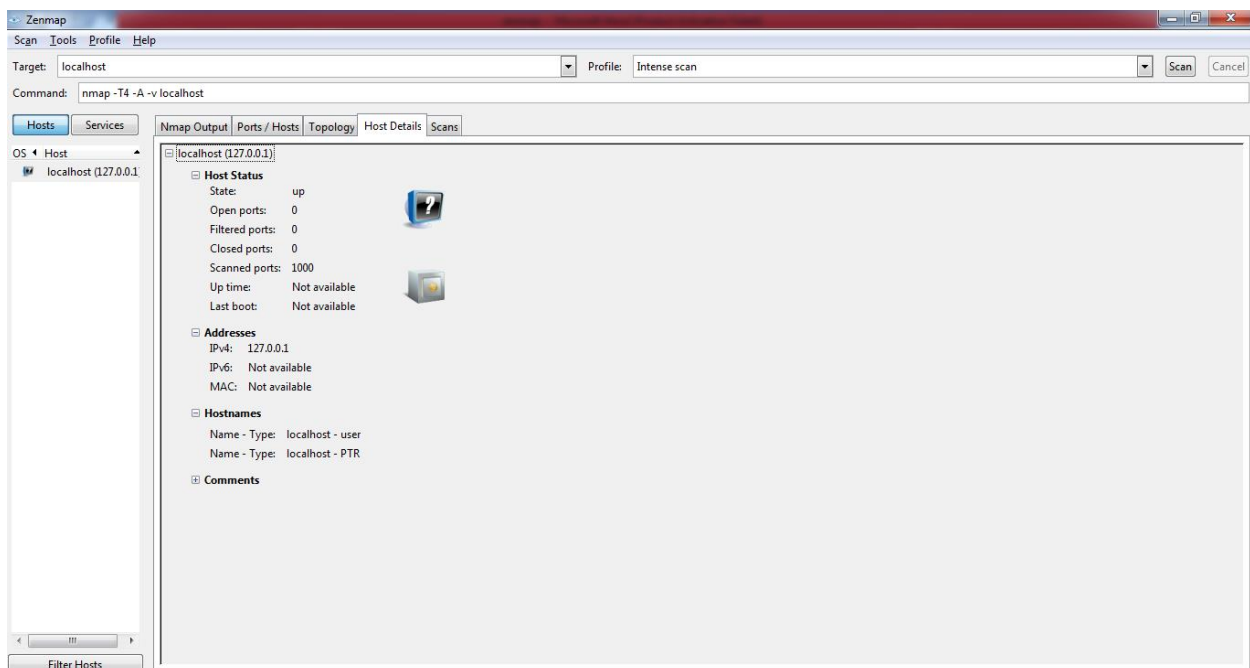 Zenmap
Scan Tools Profile Help
Target: localhost Profile: Intense scan Scan Cancel
Command: nmap -T4 -A -v localhost
Hosts Services Nmap Output Ports / Hosts Topology Host Details Scans
OS Host
localhost (127.0.0.1
localhost (127.0.0.1)
Host Status
State: up
Open ports: 0
Filtered ports: 0
Closed ports: 0
Scanned ports: 1000
Up time: Not available
Last boot: Not available
Addresses
IPv4: 127.0.0.1
IPv6: Not available
MAC: Not available
Hostnames
Name - Type: localhost - user
Name - Type: localhost - PTR
Comments
Filter Hosts